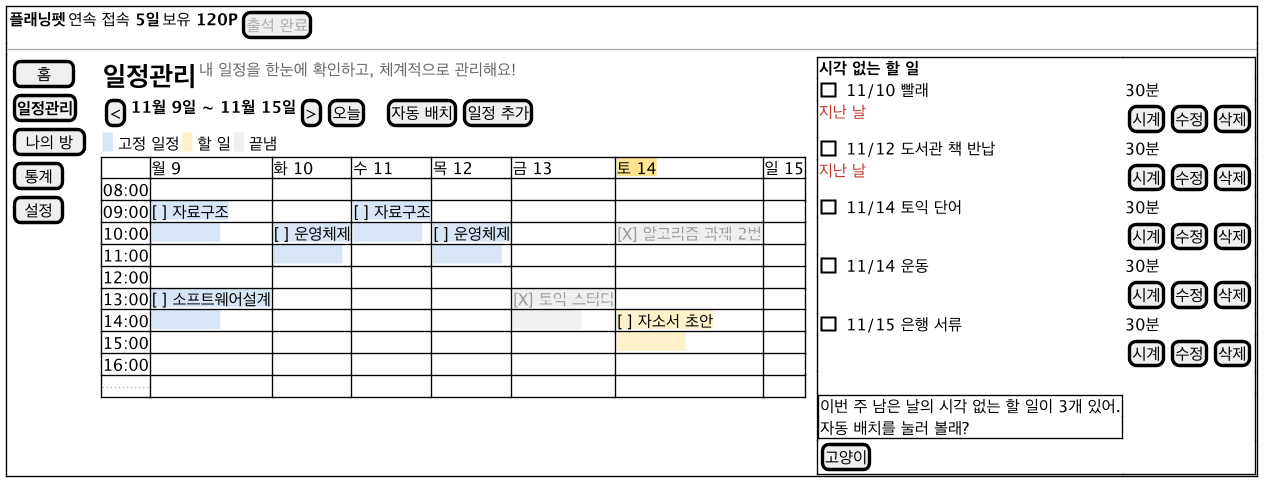 플래닝펫 연속 접속 5일 보유 120P 출석 완료
홈
일정관리
나의 방
통계
설정
일정관리 내 일정을 한눈에 확인하고, 체계적으로 관리해요!
< 11월 9일 ~ 11월 15일 > 오늘 자동 배치 일정 추가
고정 일정 할 일 끝냄
월 9 화 10 수 11 목 12 금 13 토 14 일 15
08:00
09:00 [ ] 자료구조 [ ] 자료구조
10:00 [ ] 운영체제 [ ] 운영체제 [X] 알고리즘 과제 2번
11:00
12:00
13:00 [ ] 소프트웨어설계 [X] 토익 스터디
14:00 [ ] 자소서 초안
15:00
16:00
시각 없는 할 일
11/10 빨래 30분
지난 날 시계 수정 삭제
11/12 도서관 책 반납 30분
지난 날 시계 수정 삭제
11/14 토익 단어 30분
시계 수정 삭제
11/14 운동 30분
시계 수정 삭제
11/15 은행 서류 30분
시계 수정 삭제
이번 주 남은 날의 시각 없는 할 일이 3개 있어.
자동 배치를 눌러 볼래?
고양이